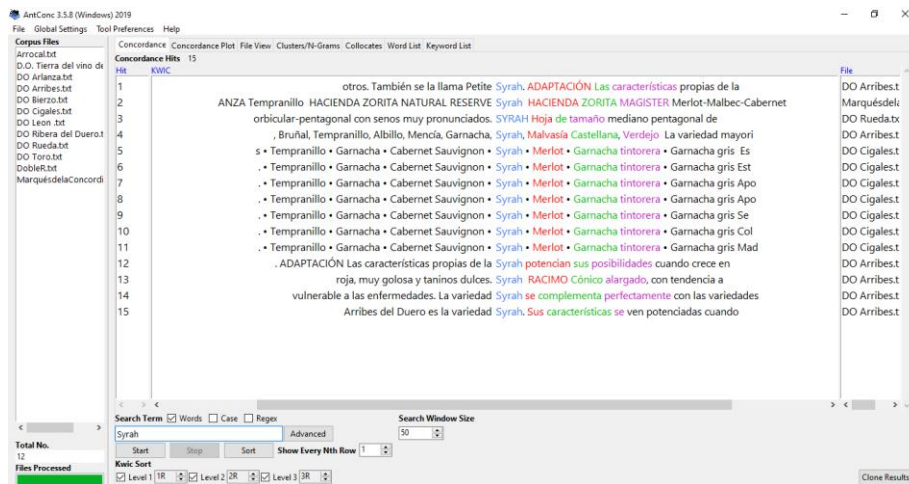 AntConc 3.5.8 (Windows) 2019
File Global Settings Tool Preferences Help
Corpus Files
Arrocal.txt
D.O. Tierra del vino de
DO Arlanza.txt
DO Arribes.txt
DO Bierzo.txt
DO Cigales.txt
DO Leon .txt
DO Ribera del Duero.t
DO Rueda.txt
DO Toro.txt
DobleR.txt
MarquésdelaConcordi
Total No.
12
Files Processed
Concordance Concordance Plot File View Clusters/N-Grams Collocates Word List Keyword List
Concordance Hits 15
Hit KWIC File
1 otros. También se la llama Petite Syrah. ADAPTACIÓN Las características propias de la DO Arribes.t
2 ANZA Tempranillo HACIENDA ZORITA NATURAL RESERVE Syrah HACIENDA ZORITA MAGISTER Merlot-Malbec-Cabernet Marquésdela
3 orbicular-pentagonal con senos muy pronunciados. SYRAH Hoja de tamaño mediano pentagonal de DO Rueda.tx
4 , Bruñal, Tempranillo, Albillo, Mencía, Garnacha, Syrah, Malvasía Castellana, Verdejo La variedad mayori DO Arribes.t
5 s • Tempranillo • Garnacha • Cabernet Sauvignon • Syrah • Merlot • Garnacha tintorera • Garnacha gris Es DO Cigales.t
6 . • Tempranillo • Garnacha • Cabernet Sauvignon • Syrah • Merlot • Garnacha tintorera • Garnacha gris Est DO Cigales.t
7 . • Tempranillo • Garnacha • Cabernet Sauvignon • Syrah • Merlot • Garnacha tintorera • Garnacha gris Apo DO Cigales.t
8 . • Tempranillo • Garnacha • Cabernet Sauvignon • Syrah • Merlot • Garnacha tintorera • Garnacha gris Apo DO Cigales.t
9 . • Tempranillo • Garnacha • Cabernet Sauvignon • Syrah • Merlot • Garnacha tintorera • Garnacha gris Se DO Cigales.t
10 . • Tempranillo • Garnacha • Cabernet Sauvignon • Syrah • Merlot • Garnacha tintorera • Garnacha gris Col DO Cigales.t
11 . • Tempranillo • Garnacha • Cabernet Sauvignon • Syrah • Merlot • Garnacha tintorera • Garnacha gris Mad DO Cigales.t
12 . ADAPTACIÓN Las características propias de la Syrah potencian sus posibilidades cuando crece en DO Arribes.t
13 roja, muy golosa y taninos dulces. Syrah RACIMO Cónico alargado, con tendencia a DO Arribes.t
14 vulnerable a las enfermedades. La variedad Syrah se complementa perfectamente con las variedades DO Arribes.t
15 Arribes del Duero es la variedad Syrah. Sus características se ven potenciadas cuando DO Arribes.t
Search Term Words Case Regex Search Window Size
Syrah Advanced 50
Start Stop Sort Show Every Nth Row 1
Kwic Sort
Level 1 1R Level 2 2R Level 3 3R Clone Results